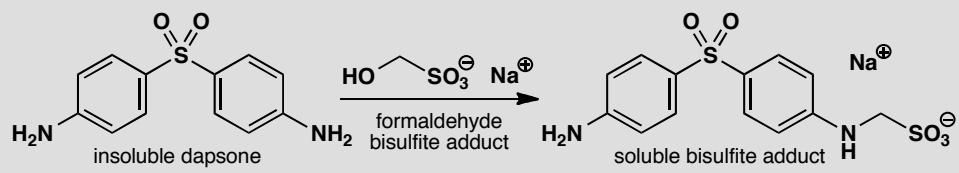 O O
S
H₂N
NH₂
insoluble dapsone
HO
SO₃⊖ Na⊕
formaldehyde
bisulfite adduct
O O
S
Na⊕
H₂N
N
H
SO₃⊖
soluble bisulfite adduct